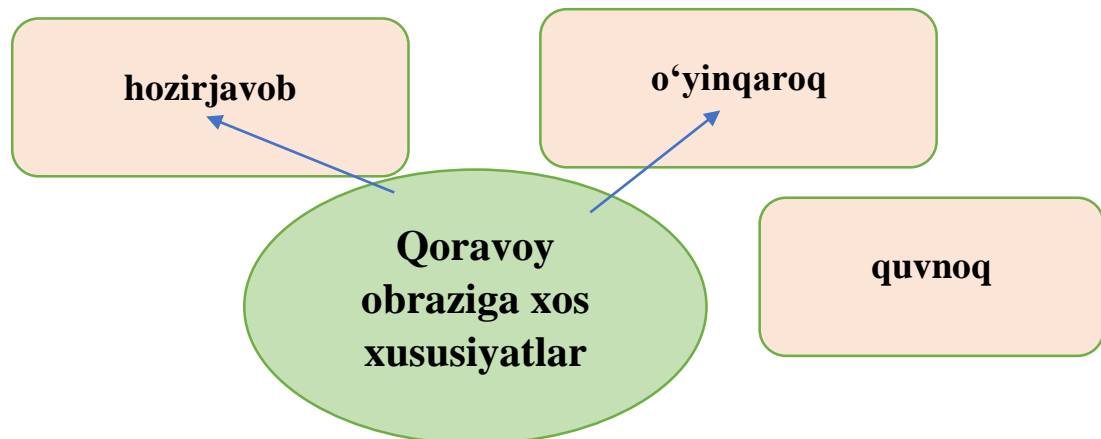 hozirjavob
o‘yinqaroq
Qoravoy
obraziga xos
xususiyatlar
quvnoq